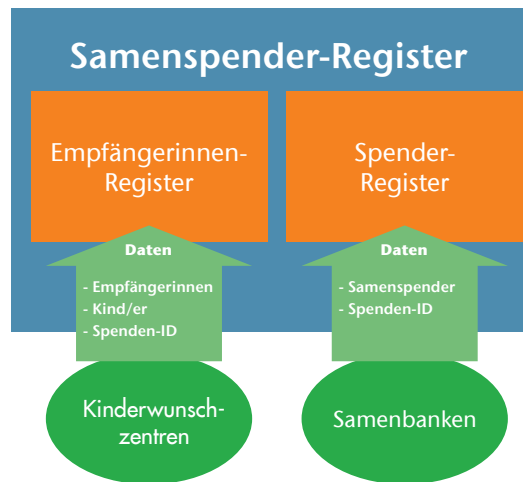 Samenspender-Register
Empfängerinnen-
Register
Spender-
Register
Daten
- Empfängerinnen
- Kind/er
- Spenden-ID
Daten
- Samenspender
- Spenden-ID
Kinderwunsch-
zentren
Samenbanken